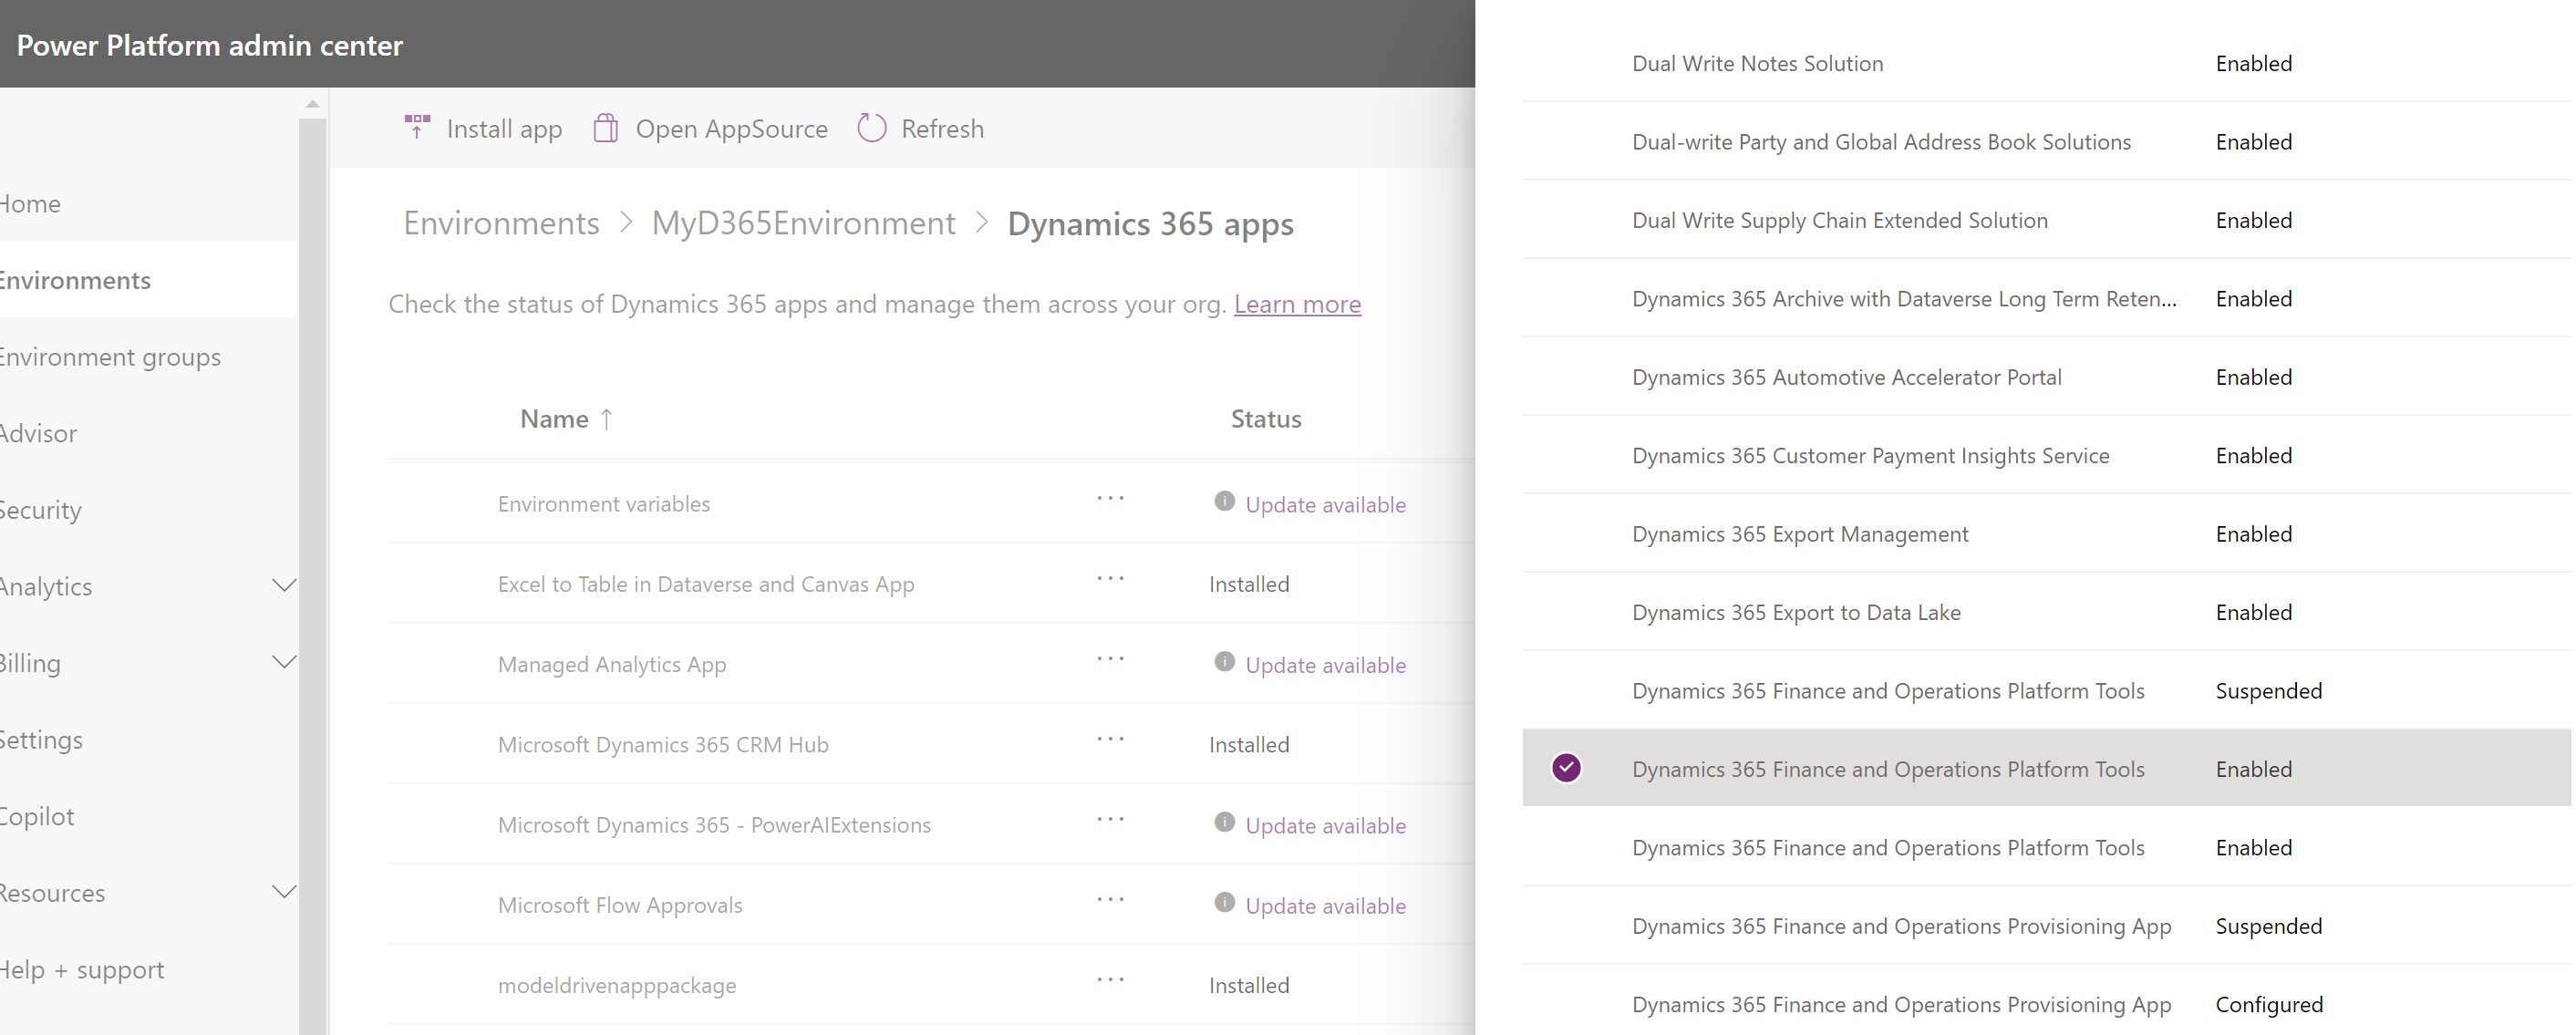 Power Platform admin center
Home
Environments
Environment groups
Advisor
Security
Analytics
Billing
Settings
Copilot
Resources
Help + support
Install app Open AppSource Refresh
Environments > MyD365Environment > Dynamics 365 apps
Check the status of Dynamics 365 apps and manage them across your org. Learn more
Name ↑ Status
Environment variables ... Update available
Excel to Table in Dataverse and Canvas App ... Installed
Managed Analytics App ... Update available
Microsoft Dynamics 365 CRM Hub ... Installed
Microsoft Dynamics 365 - PowerAIExtensions ... Update available
Microsoft Flow Approvals ... Update available
modeldrivenapppackage ... Installed
Dual Write Notes Solution Enabled
Dual-write Party and Global Address Book Solutions Enabled
Dual Write Supply Chain Extended Solution Enabled
Dynamics 365 Archive with Dataverse Long Term Reten... Enabled
Dynamics 365 Automotive Accelerator Portal Enabled
Dynamics 365 Customer Payment Insights Service Enabled
Dynamics 365 Export Management Enabled
Dynamics 365 Export to Data Lake Enabled
Dynamics 365 Finance and Operations Platform Tools Suspended
Dynamics 365 Finance and Operations Platform Tools Enabled
Dynamics 365 Finance and Operations Platform Tools Enabled
Dynamics 365 Finance and Operations Provisioning App Suspended
Dynamics 365 Finance and Operations Provisioning App Configured